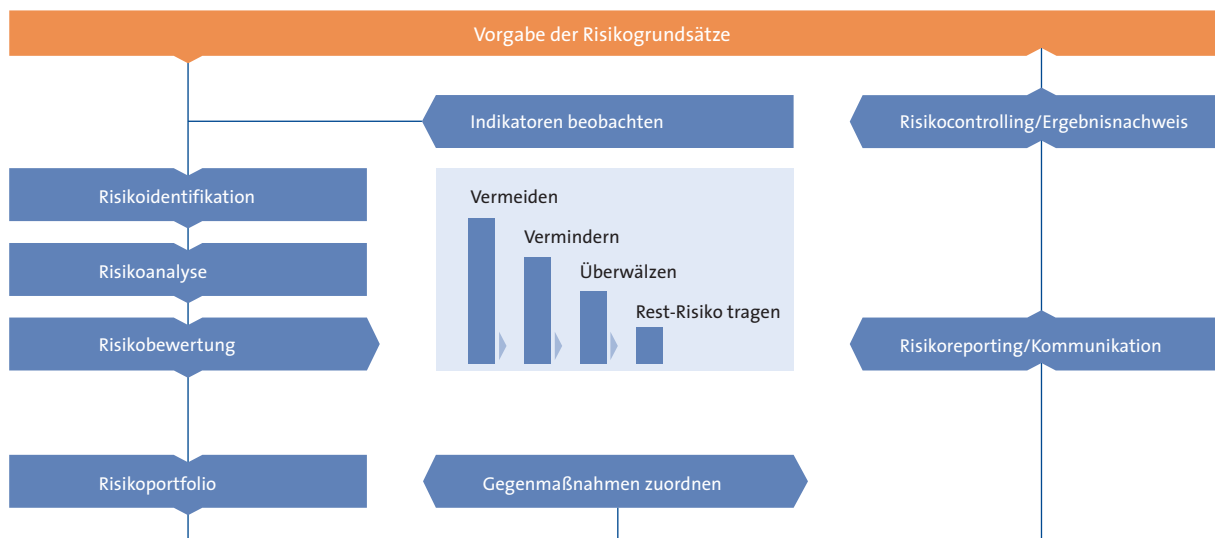 Vorgabe der Risikogrundsätze
Indikatoren beobachten
Risikocontrolling/Ergebnisnachweis
Risikoidentifikation
Risikoanalyse
Risikobewertung
Vermeiden
Vermindern
Überwälzen
Rest-Risiko tragen
Risikoreporting/Kommunikation
Risikoportfolio
Gegenmaßnahmen zuordnen